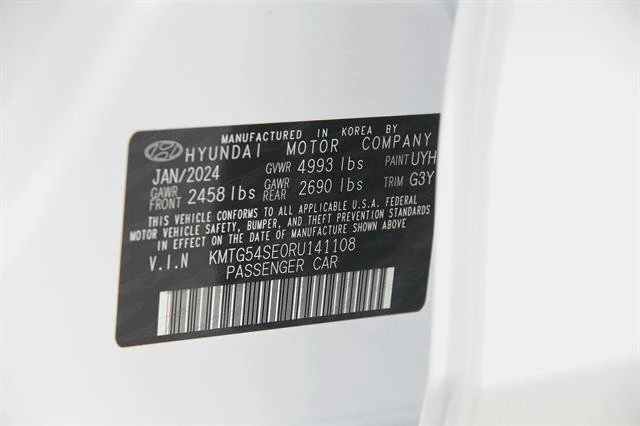 MANUFACTURED IN KOREA BY
HYUNDAI MOTOR COMPANY
JAN/2024 GVWR 4993 lbs PAINT UYH
GAWR FRONT 2458 lbs GAWR REAR 2690 lbs TRIM G3Y
THIS VEHICLE CONFORMS TO ALL APPLICABLE U.S.A. FEDERAL
MOTOR VEHICLE SAFETY, BUMPER, AND THEFT PREVENTION STANDARDS
IN EFFECT ON THE DATE OF MANUFACTURE SHOWN ABOVE
V.I.N KMTG54SE0RU141108
PASSENGER CAR